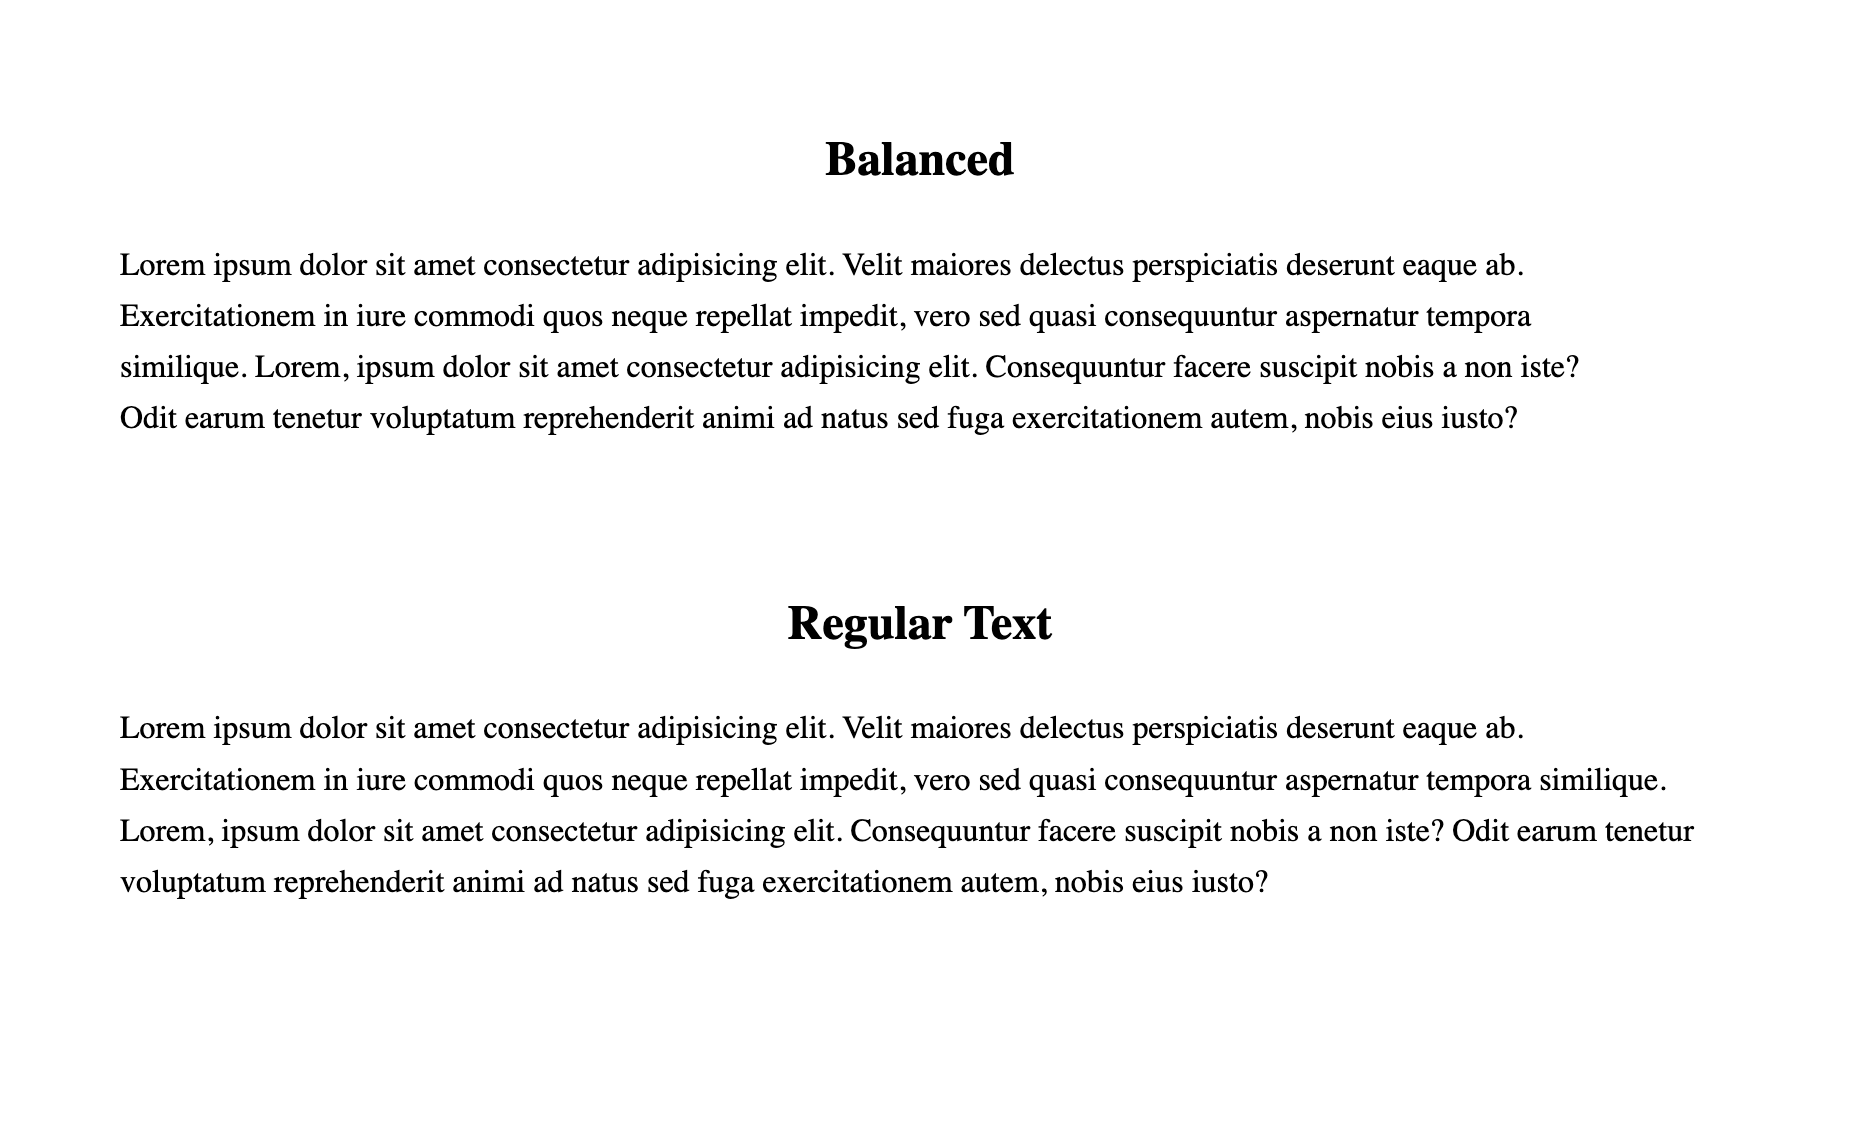 Balanced
Lorem ipsum dolor sit amet consectetur adipisicing elit. Velit maiores delectus perspiciatis deserunt eaque ab.
Exercitationem in iure commodi quos neque repellat impedit, vero sed quasi consequuntur aspernatur tempora
similique. Lorem, ipsum dolor sit amet consectetur adipisicing elit. Consequuntur facere suscipit nobis a non iste?
Odit earum tenetur voluptatum reprehenderit animi ad natus sed fuga exercitationem autem, nobis eius iusto?
Regular Text
Lorem ipsum dolor sit amet consectetur adipisicing elit. Velit maiores delectus perspiciatis deserunt eaque ab.
Exercitationem in iure commodi quos neque repellat impedit, vero sed quasi consequuntur aspernatur tempora similique.
Lorem, ipsum dolor sit amet consectetur adipisicing elit. Consequuntur facere suscipit nobis a non iste? Odit earum tenetur
voluptatum reprehenderit animi ad natus sed fuga exercitationem autem, nobis eius iusto?